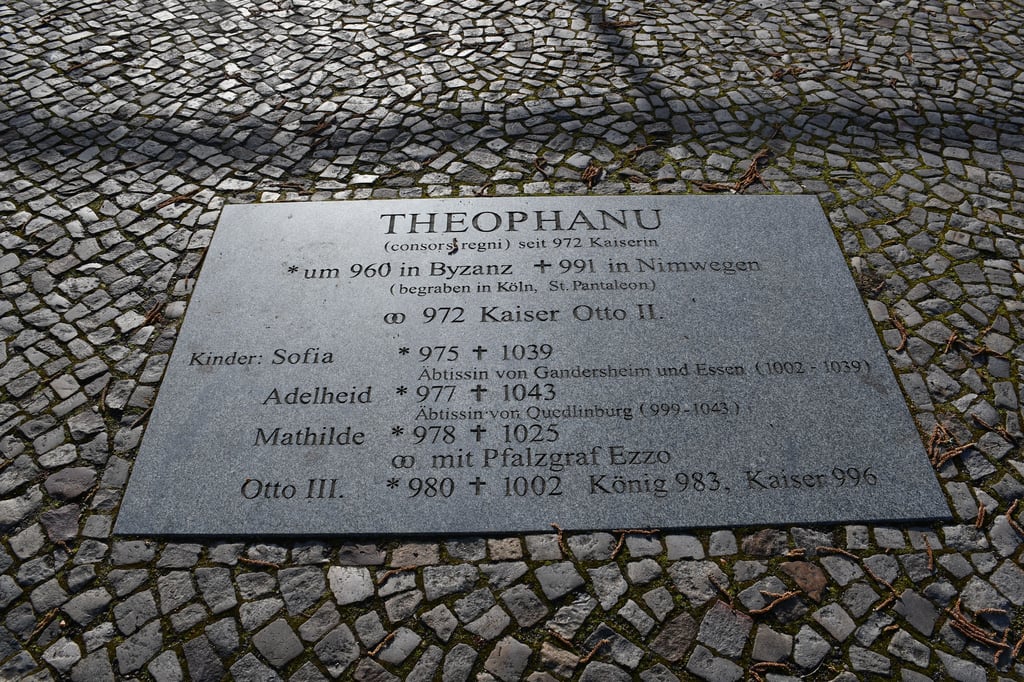 THEOPHANU
(consors regni) seit 972 Kaiserin
* um 960 in Byzanz ✝ 991 in Nimwegen
(begraben in Köln, St. Pantaleon)
⚭ 972 Kaiser Otto II.
Kinder: Sofia * 975 ✝ 1039
Äbtissin von Gandersheim und Essen (1002 - 1039)
Adelheid * 977 ✝ 1043
Äbtissin von Quedlinburg (999-1043)
Mathilde * 978 ✝ 1025
⚭ mit Pfalzgraf Ezzo
Otto III. * 980 ✝ 1002 König 983, Kaiser 996